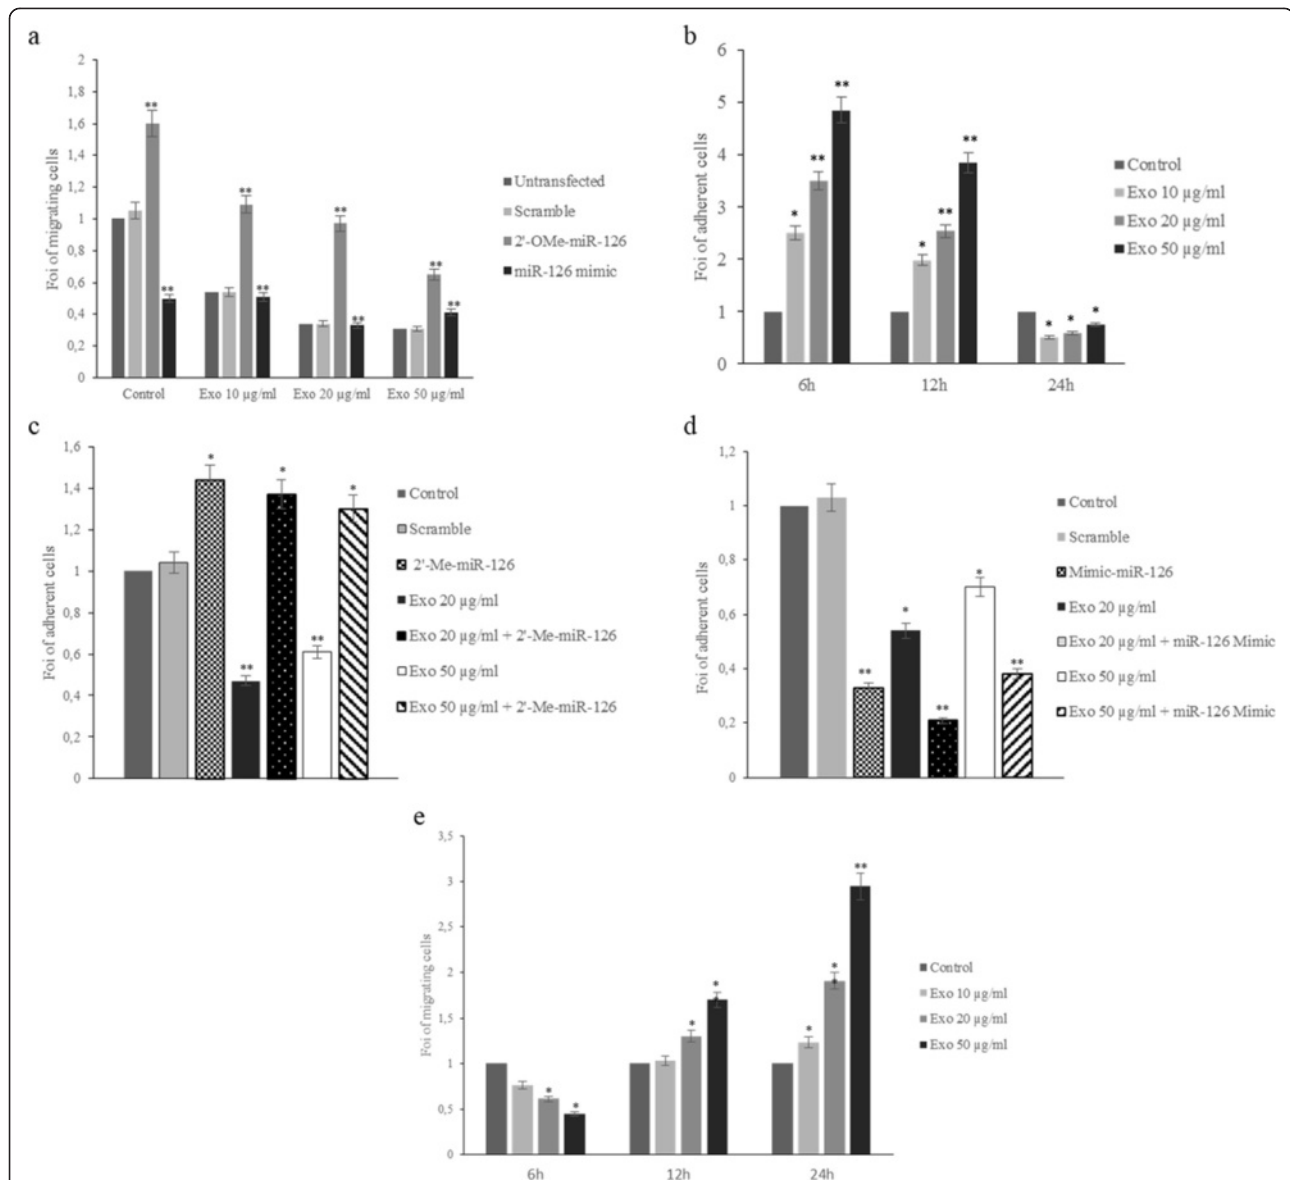 a
Foi of migrating cells
2
1,8
1,6
1,4
1,2
1
0,8
0,6
0,4
0,2
0
**
**
**
**
**
**
**
**
Control
Exo 10 µg/ml
Exo 20 µg/ml
Exo 50 µg/ml
Untransfected
Scramble
2'-OMe-miR-126
miR-126 mimic
b
Foi of adherent cells
6
5
4
3
2
1
0
*
**
**
*
**
**
*
*
*
6h
12h
24h
Control
Exo 10 µg/ml
Exo 20 µg/ml
Exo 50 µg/ml
c
Foi of adherent cells
1,6
1,4
1,2
1
0,8
0,6
0,4
0,2
0
*
**
*
**
*
Control
Scramble
2'-Me-miR-126
Exo 20 µg/ml
Exo 20 µg/ml + 2'-Me-miR-126
Exo 50 µg/ml
Exo 50 µg/ml + 2'-Me-miR-126
d
Foi of adherent cells
1,2
1
0,8
0,6
0,4
0,2
0
**
*
**
*
**
Control
Scramble
Mimic-miR-126
Exo 20 µg/ml
Exo 20 µg/ml + miR-126 Mimic
Exo 50 µg/ml
Exo 50 µg/ml + miR-126 Mimic
e
Foi of migrating cells
3,5
3
2,5
2
1,5
1
0,5
0
*
*
*
*
*
*
*
*
**
6h
12h
24h
Control
Exo 10 µg/ml
Exo 20 µg/ml
Exo 50 µg/ml